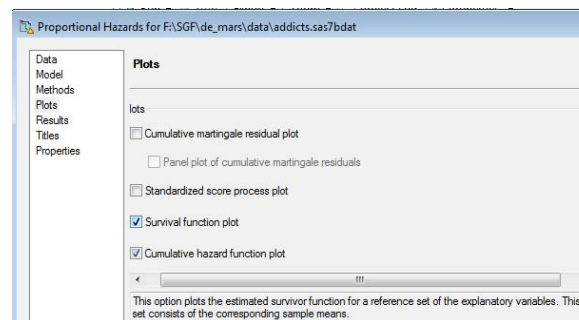 Proportional Hazards for F:\SGF\de_mars\data\addicts.sas7bdat
Data
Model
Methods
Plots
Results
Titles
Properties
Plots
lots
Cumulative martingale residual plot
Panel plot of cumulative martingale residuals
Standardized score process plot
Survival function plot
Cumulative hazard function plot
This option plots the estimated survivor function for a reference set of the explanatory variables. This
set consists of the corresponding sample means.